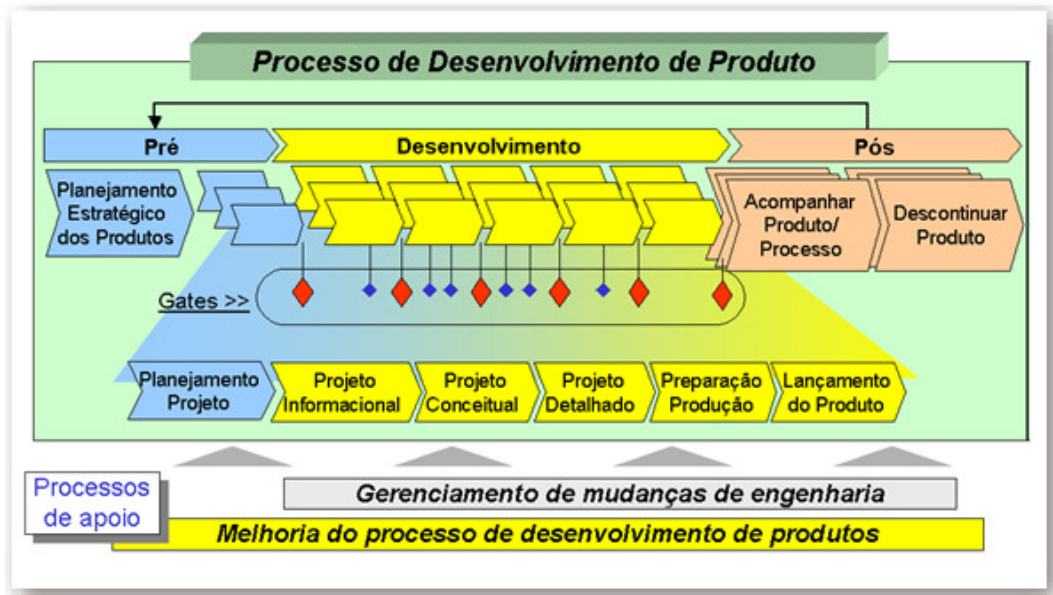 Processo de Desenvolvimento de Produto
Pré
Desenvolvimento
Pós
Planejamento
Estratégico
dos Produtos
Acompanhar
Produto/
Processo
Descontinuar
Produto
Gates >>
Planejamento
Projeto
Projeto
Informacional
Projeto
Conceitual
Projeto
Detalhado
Preparação
Produção
Lançamento
do Produto
Processos
de apoio
Gerenciamento de mudanças de engenharia
Melhoria do processo de desenvolvimento de produtos